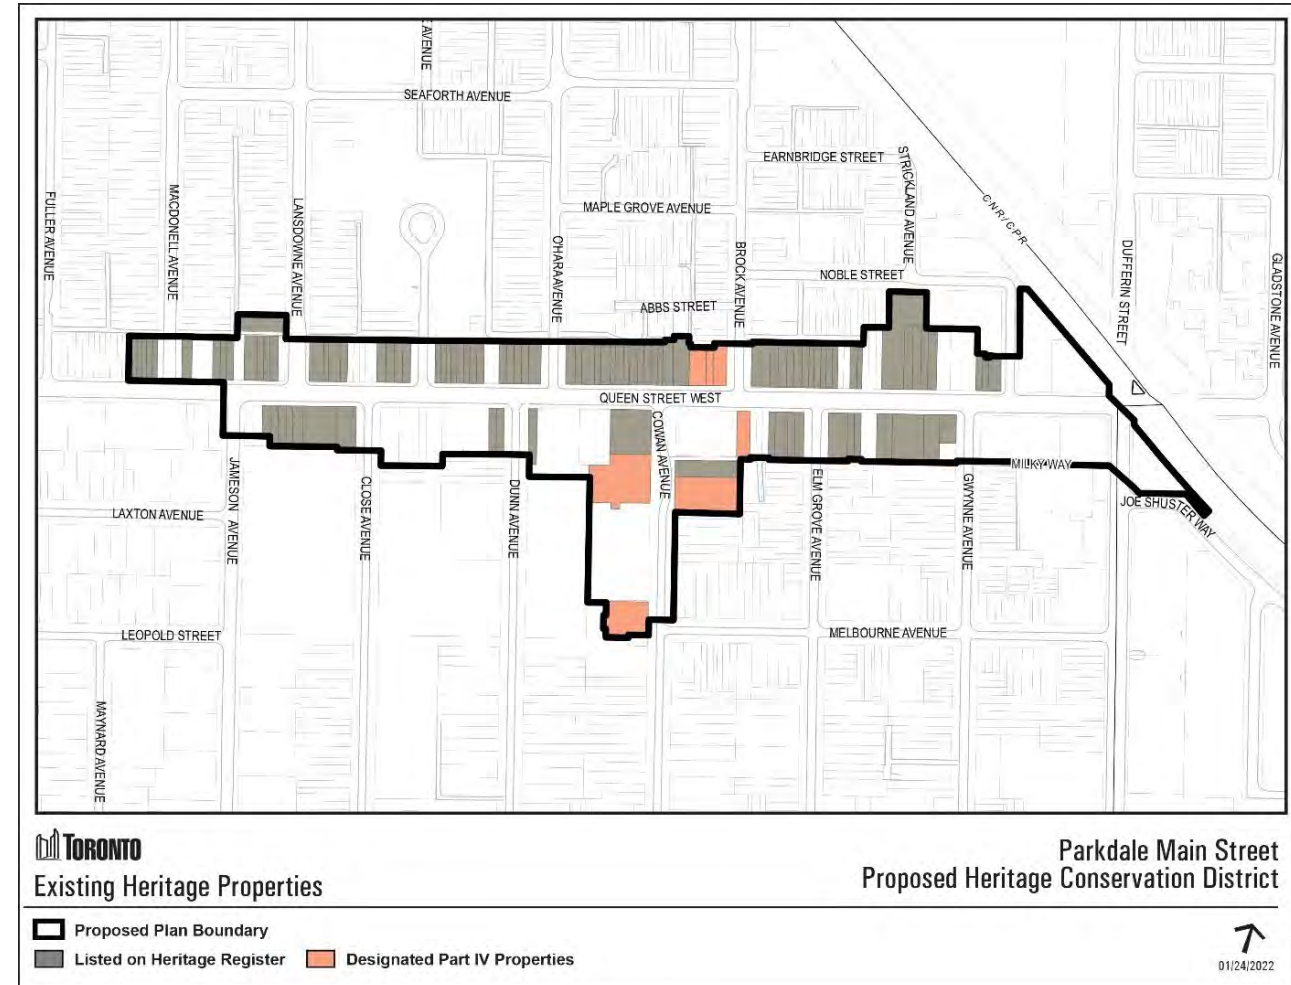 AVENUE
SEAFORTH AVENUE
EARNBRIDGE STREET
STRICKLAND AVENUE
FULLER AVENUE
MACDONELL AVENUE
LANSDOWNE AVENUE
MAPLE GROVE AVENUE
C.N.R / C.P.R
O'HARA AVENUE
BROCK AVENUE
NOBLE STREET
DUFFERIN STREET
GLADSTONE AVENUE
ABBS STREET
QUEEN STREET WEST
COWAN AVENUE
JAMESON AVENUE
CLOSE AVENUE
DUNN AVENUE
ELM GROVE AVENUE
GWYNNE AVENUE
MILKY WAY
JOE SHUSTER WAY
LAXTON AVENUE
LEOPOLD STREET
MELBOURNE AVENUE
MAYNARD AVENUE
TORONTO
Existing Heritage Properties
Parkdale Main Street
Proposed Heritage Conservation District
Proposed Plan Boundary
Listed on Heritage Register
Designated Part IV Properties
01/24/2022